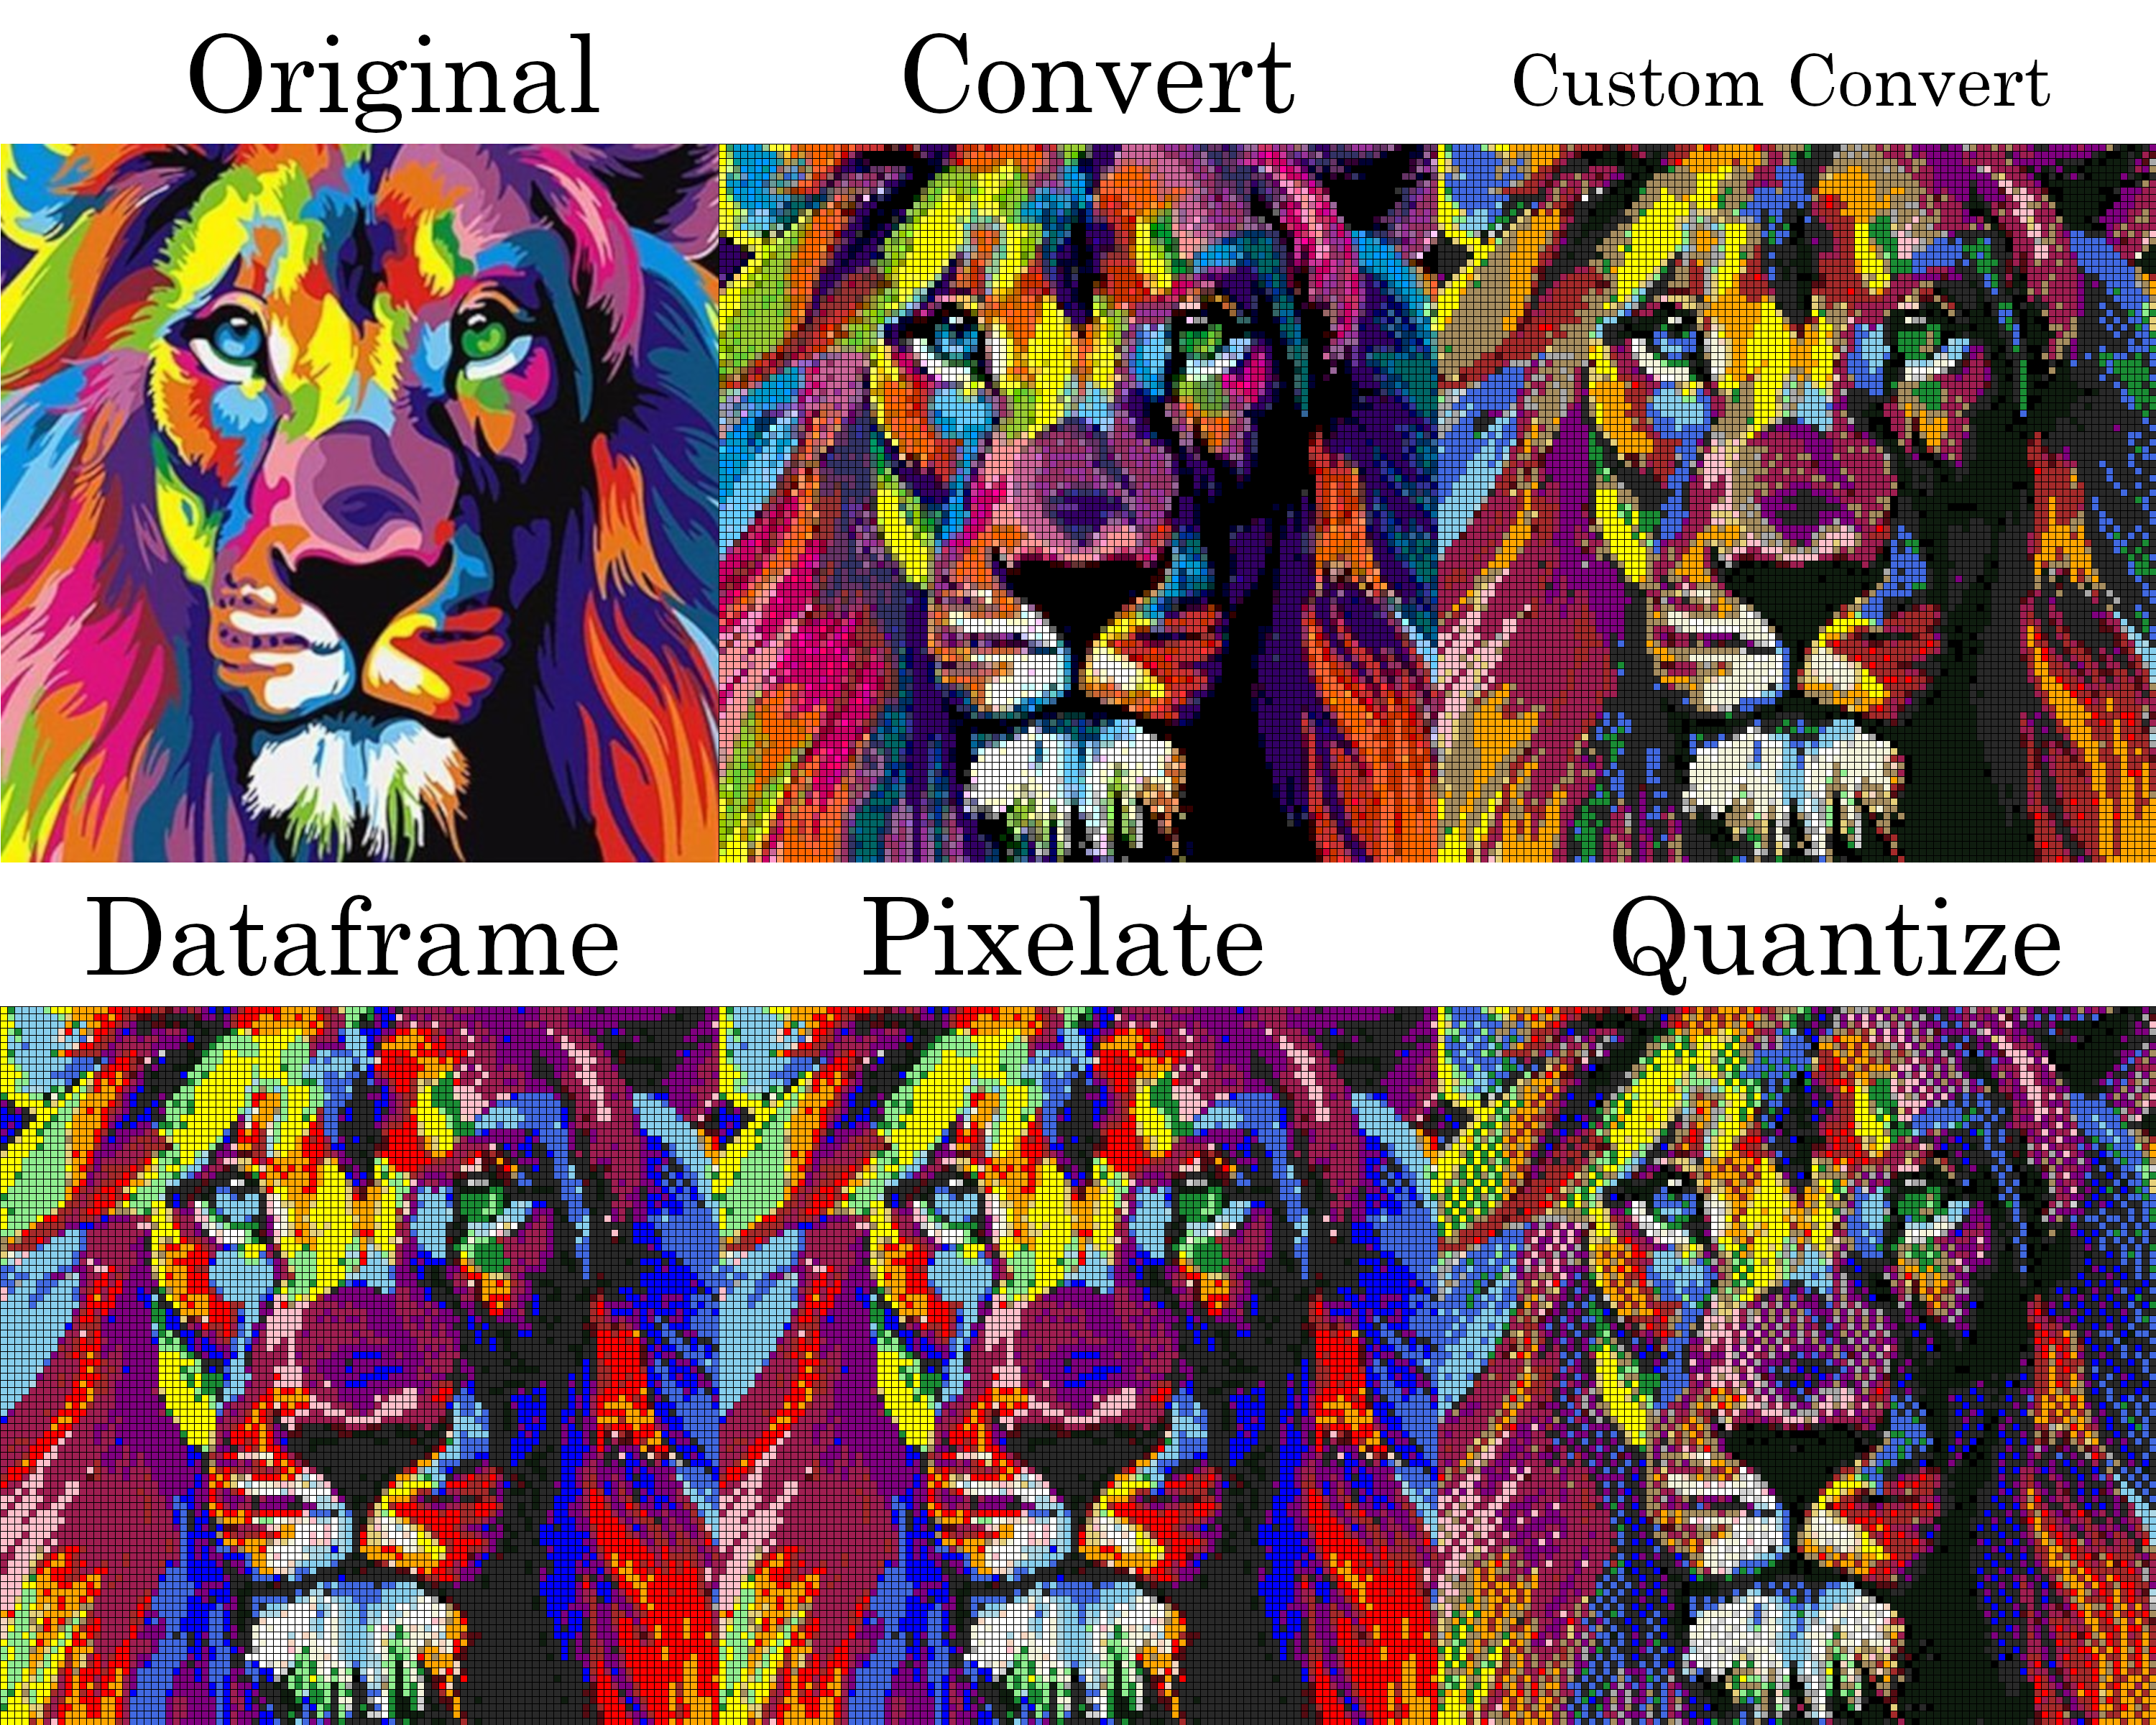 Original
Convert
Custom Convert
Dataframe
Pixelate
Quantize